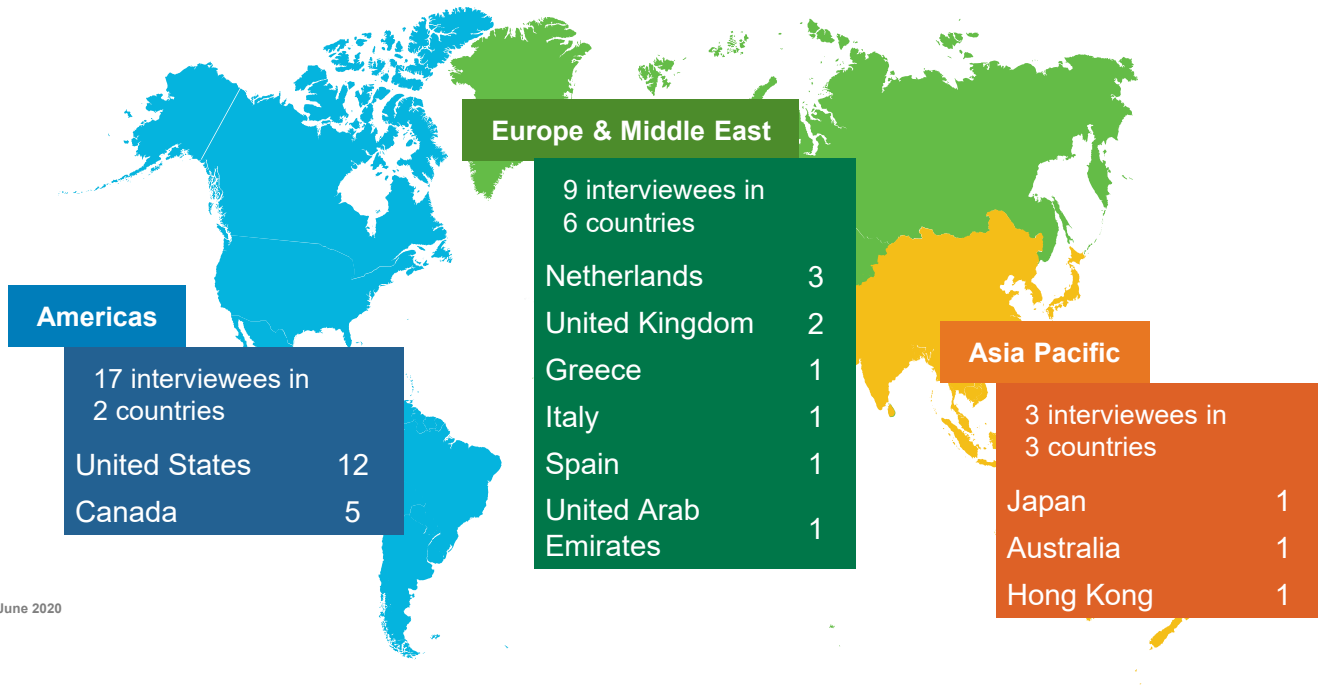 Europe & Middle East
9 interviewees in
6 countries
Netherlands 3
United Kingdom 2
Greece 1
Italy 1
Spain 1
United Arab
Emirates 1
Americas
17 interviewees in
2 countries
United States 12
Canada 5
Asia Pacific
3 interviewees in
3 countries
Japan 1
Australia 1
Hong Kong 1
June 2020